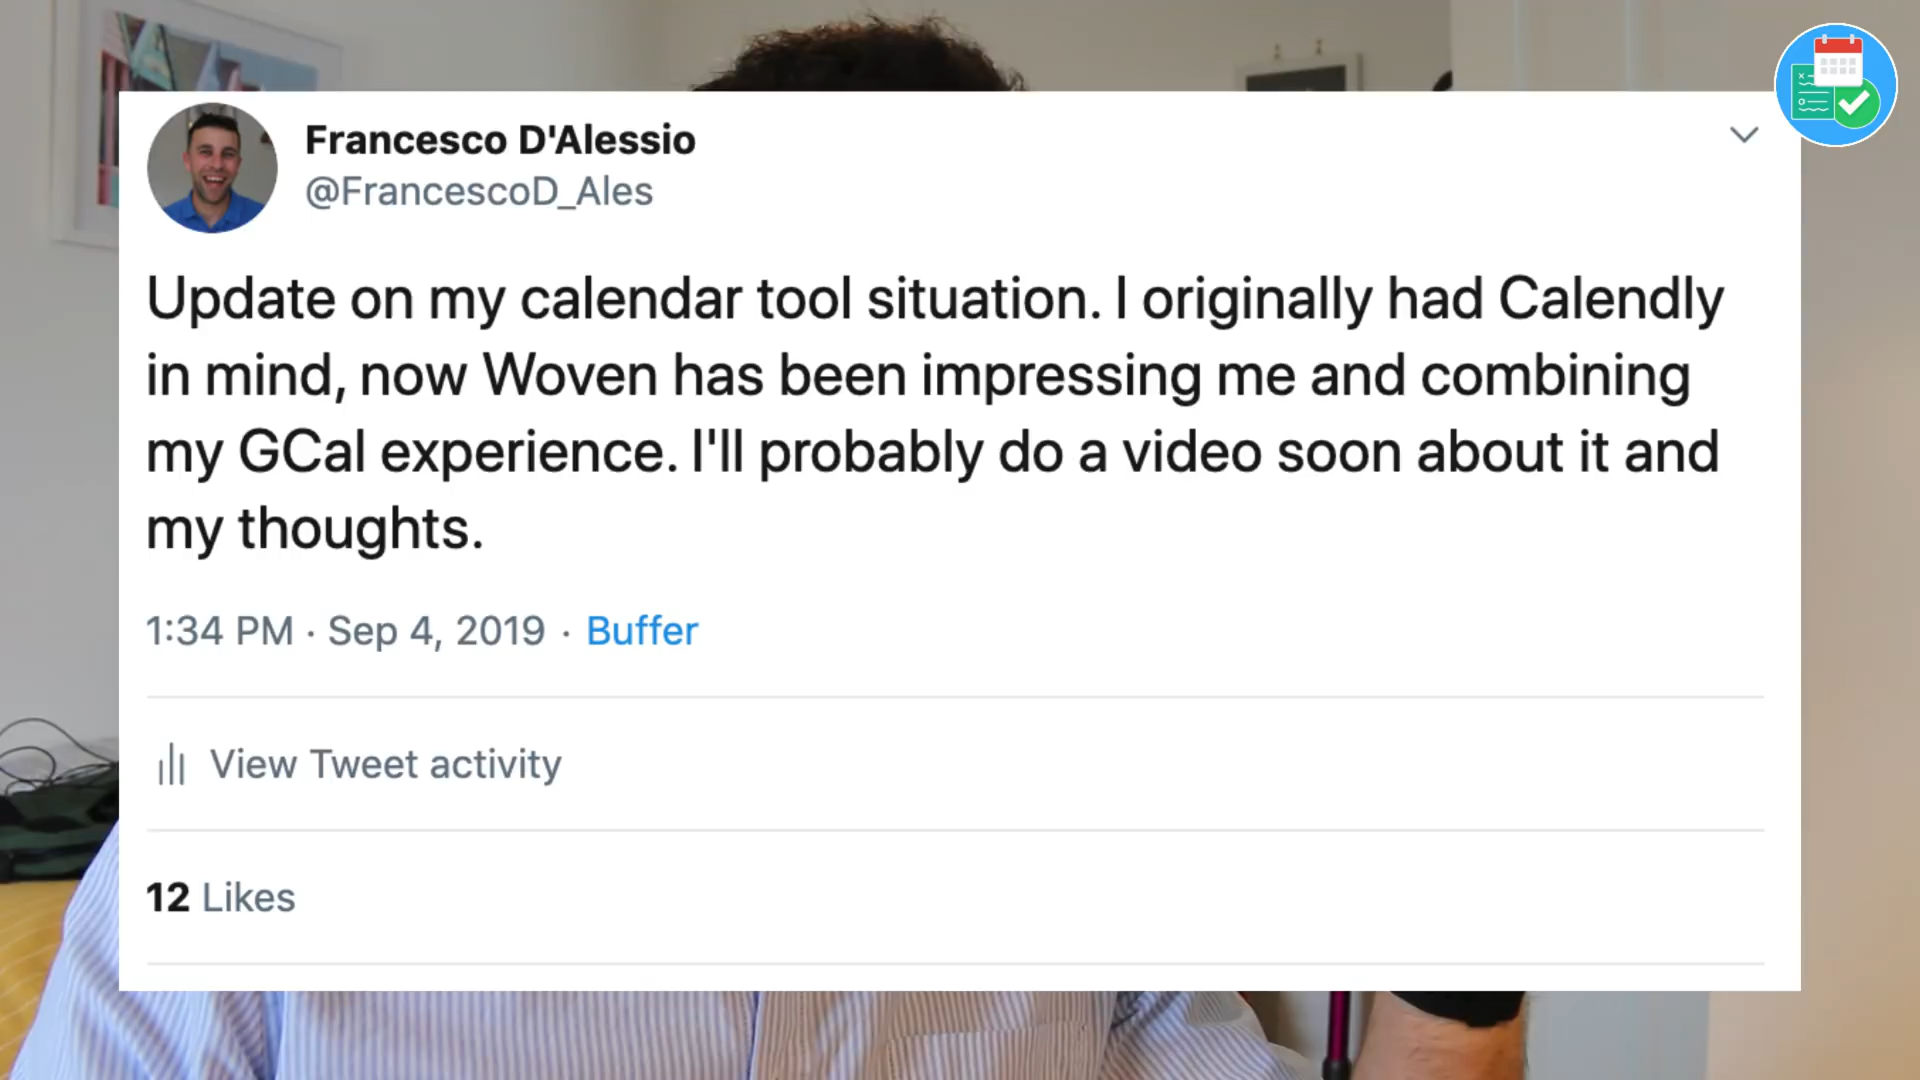 Francesco D'Alessio
@FrancescoD_Ales
Update on my calendar tool situation. I originally had Calendly
in mind, now Woven has been impressing me and combining
my GCal experience. I'll probably do a video soon about it and
my thoughts.
1:34 PM · Sep 4, 2019 · Buffer
View Tweet activity
12 Likes